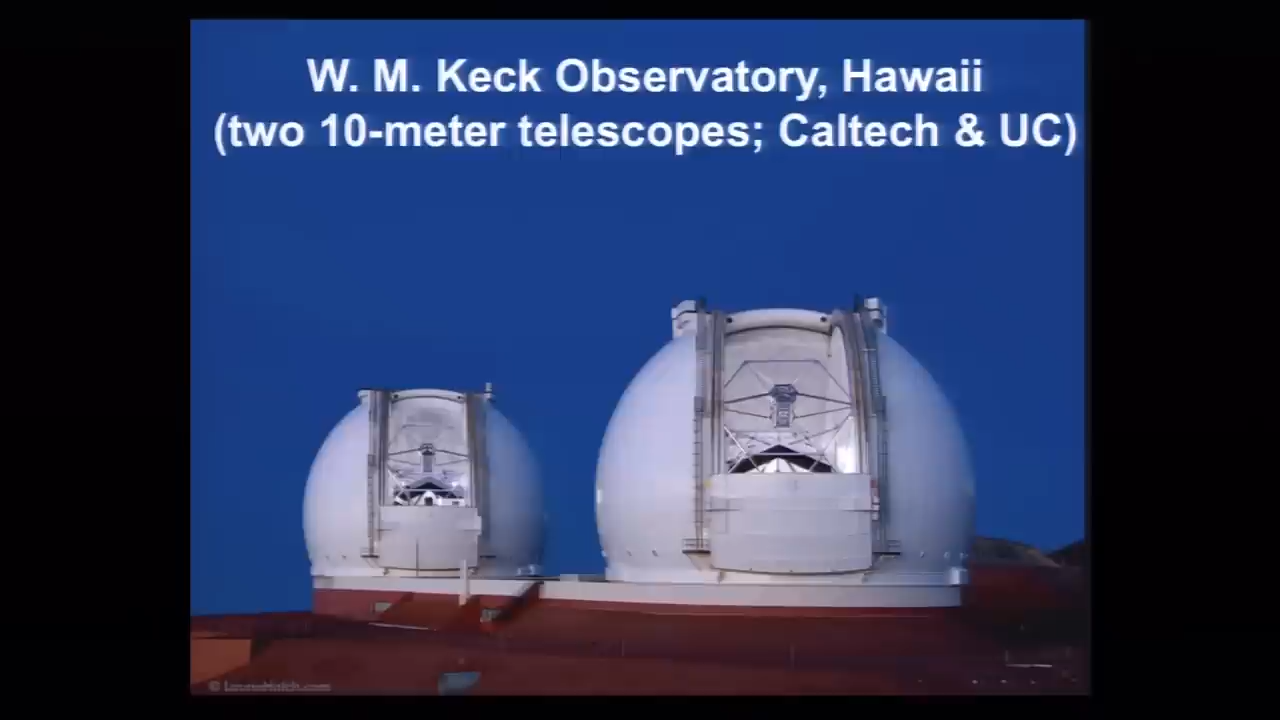 W. M. Keck Observatory, Hawaii
(two 10-meter telescopes; Caltech & UC)